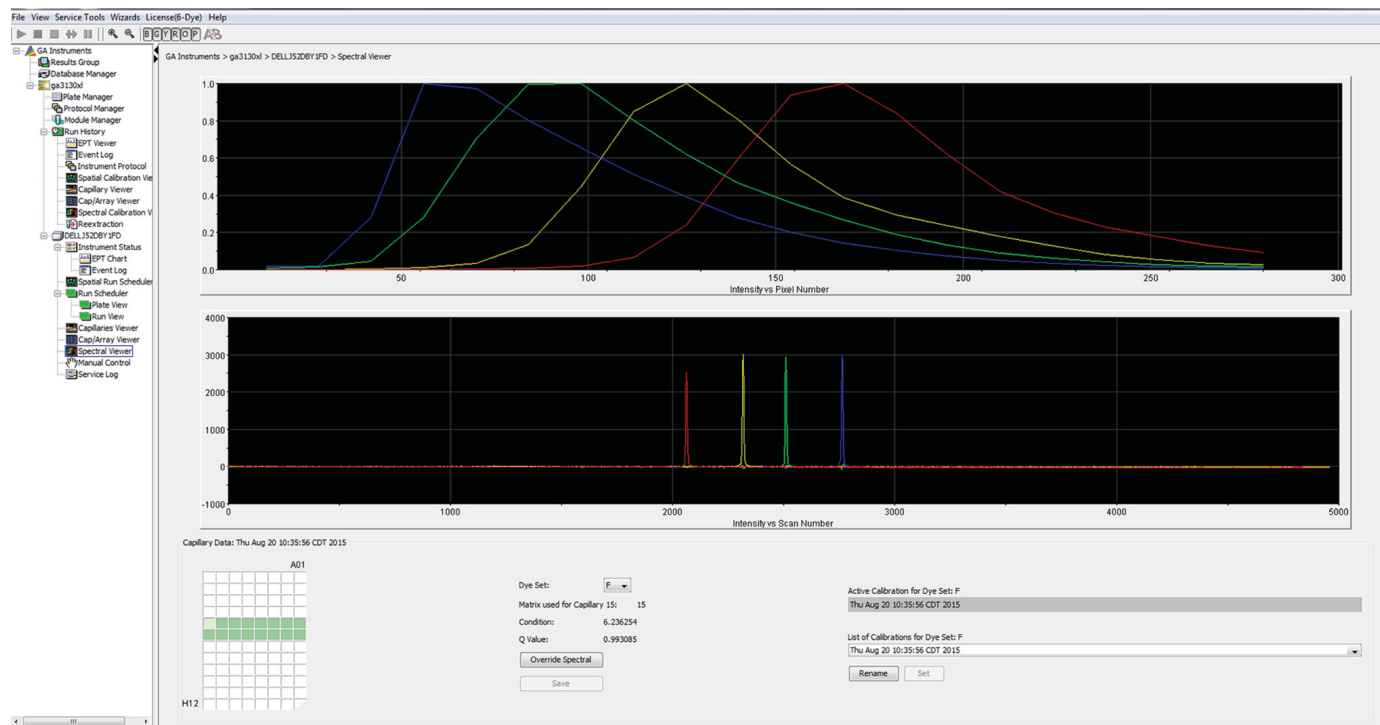 File View Service Tools Wizards License(6-Dye) Help
B G Y R O P
GA Instruments
Results Group
Database Manager
ga3130xl
Plate Manager
Protocol Manager
Module Manager
Run History
EPT Viewer
Event Log
Instrument Protocol
Spatial Calibration Vie
Capillary Viewer
Cap/Array Viewer
Spectral Calibration V
Reextraction
DELLJ52DBY1FD
Instrument Status
EPT Chart
Event Log
Spatial Run Scheduler
Run Scheduler
Plate View
Run View
Capillaries Viewer
Cap/Array Viewer
Spectral Viewer
Manual Control
Service Log
GA Instruments > ga3130xl > DELLJ52DBY1FD > Spectral Viewer
1.0
0.8
0.6
0.4
0.2
0.0
50 100 150 200 250 300
Intensity vs Pixel Number
4000
3000
2000
1000
0
-1000
0 1000 2000 3000 4000 5000
Intensity vs Scan Number
Capillary Data: Thu Aug 20 10:35:56 CDT 2015
A01
H12
Dye Set: F
Matrix used for Capillary 15: 15
Condition: 6.236254
Q Value: 0.993085
Override Spectral
Save
Active Calibration for Dye Set: F
Thu Aug 20 10:35:56 CDT 2015
List of Calibrations for Dye Set: F
Thu Aug 20 10:35:56 CDT 2015
Rename Set